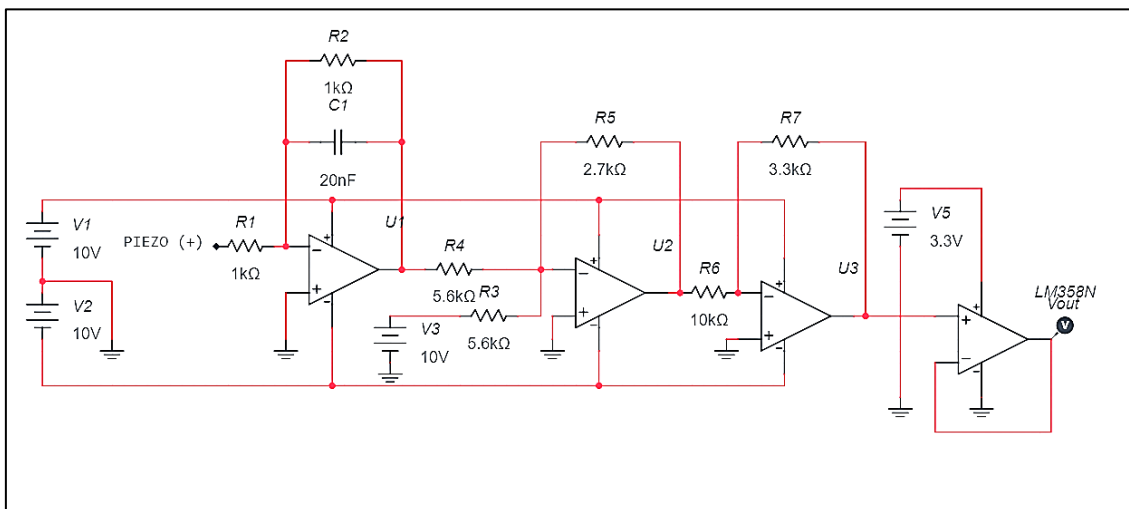 R2
1kΩ
C1
20nF
R5
2.7kΩ
R7
3.3kΩ
V1
10V
PIEZO (+)
R1
1kΩ
+
−
+
-
U1
R4
5.6kΩ
R3
5.6kΩ
V3
10V
V2
10V
+
−
+
-
U2
R6
10kΩ
+
−
+
-
U3
V5
3.3V
+
+
−
-
LM358N
Vout
V